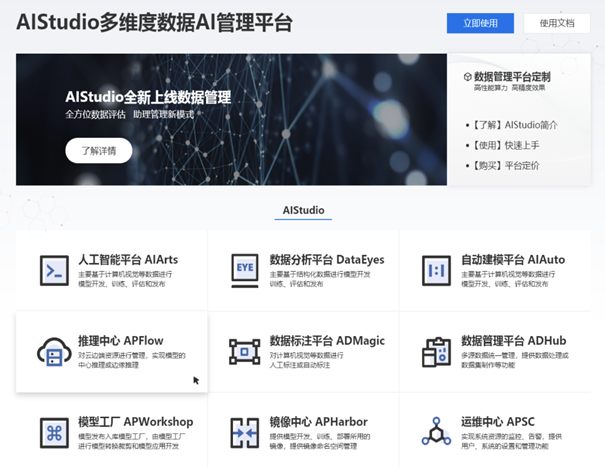 AIStudio多维度数据AI管理平台
立即使用
使用文档
AIStudio全新上线数据管理
全方位数据评估 助理管理新模式
了解详情
数据管理平台定制
高性能算力 高精度效果
•【了解】AIStudio简介
•【使用】快速上手
•【购买】平台定价
AIStudio
人工智能平台 AIArts
主要基于计算机视觉等数据进行
模型开发、训练、评估和发布
EYE
数据分析平台 DataEyes
主要基于结构化数据进行模型开发
训练、评估和发布
自动建模平台 AIAuto
主要基于计算机视觉等数据进行
模型开发、训练、评估和发布
推理中心 APFlow
对云边端资源进行管理，实现模型的
中心推理或边缘推理
数据标注平台 ADMagic
对计算机视觉等数据进行
人工标注或自动标注
数据管理平台 ADHub
多源数据统一管理，提供数据处理或
数据集制作等功能
模型工厂 APWorkshop
模型发布入库模型工厂，由模型工厂
进行模型转换裁剪和模型应用开发
镜像中心 APHarbor
提供模型开发、训练、部署所用的
镜像，提供镜像命名空间管理
运维中心 APSC
实现系统资源的监控、告警，提供
用户，系统的设置和管理功能